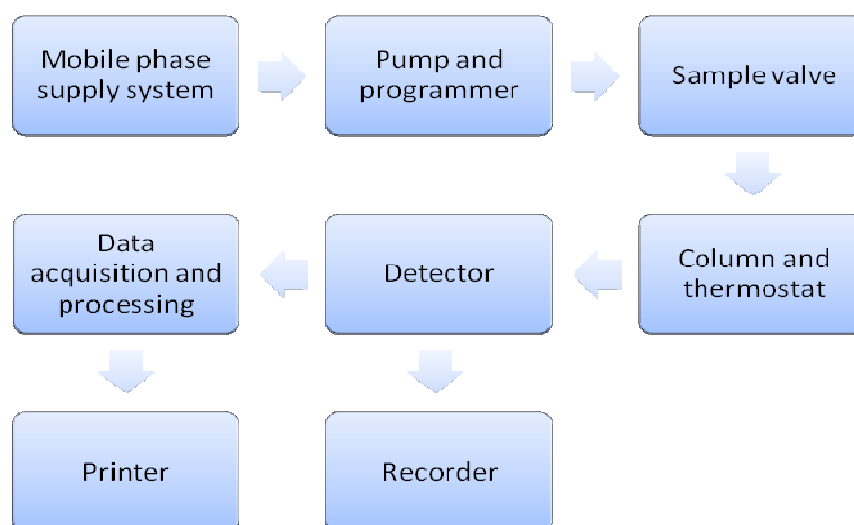 Mobile phase
supply system
Pump and
programmer
Sample valve
Column and
thermostat
Detector
Data
acquisition and
processing
Printer
Recorder